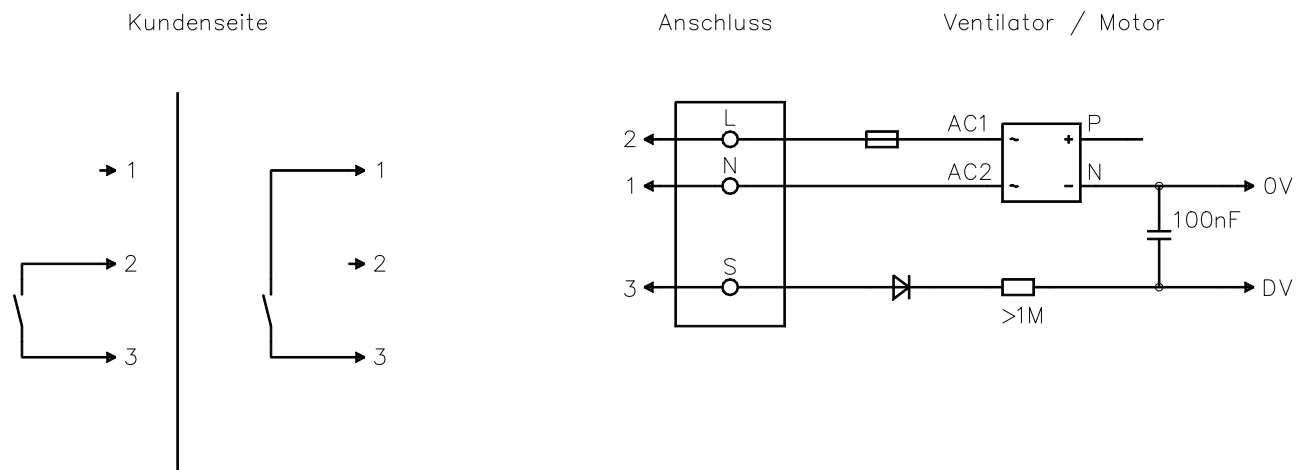 Kundenseite
Anschluss
Ventilator / Motor
1
2
3
1
2
3
L
2
AC1
~
+
P
N
1
AC2
~
-
N
0V
100nF
S
3
>1M
DV